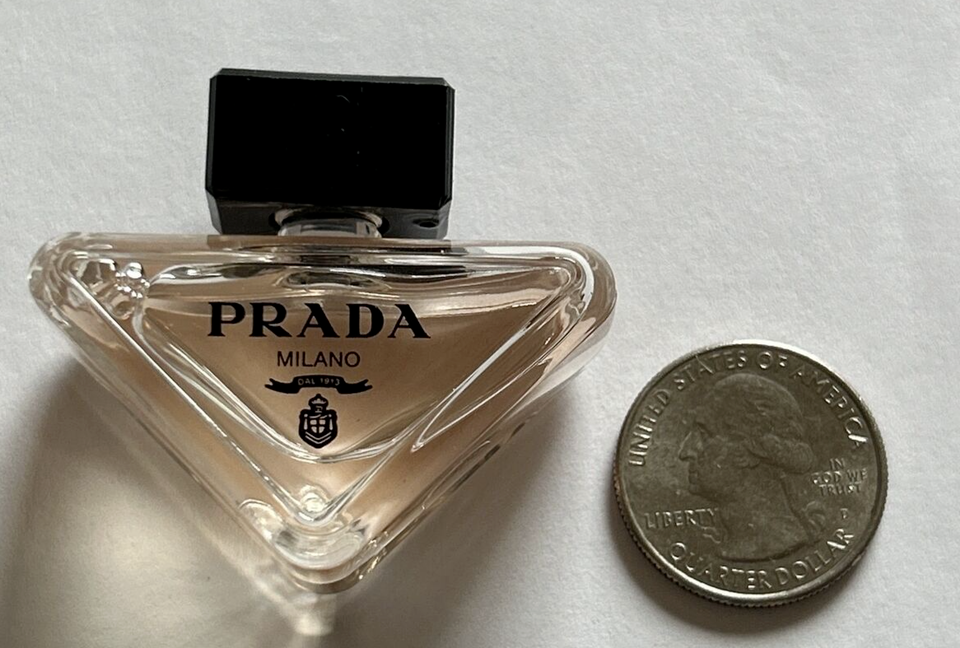 PRADA
MILANO
DAL 1913
UNITED STATES OF AMERICA
IN
GOD WE
TRUST
LIBERTY
P
QUARTER DOLLAR